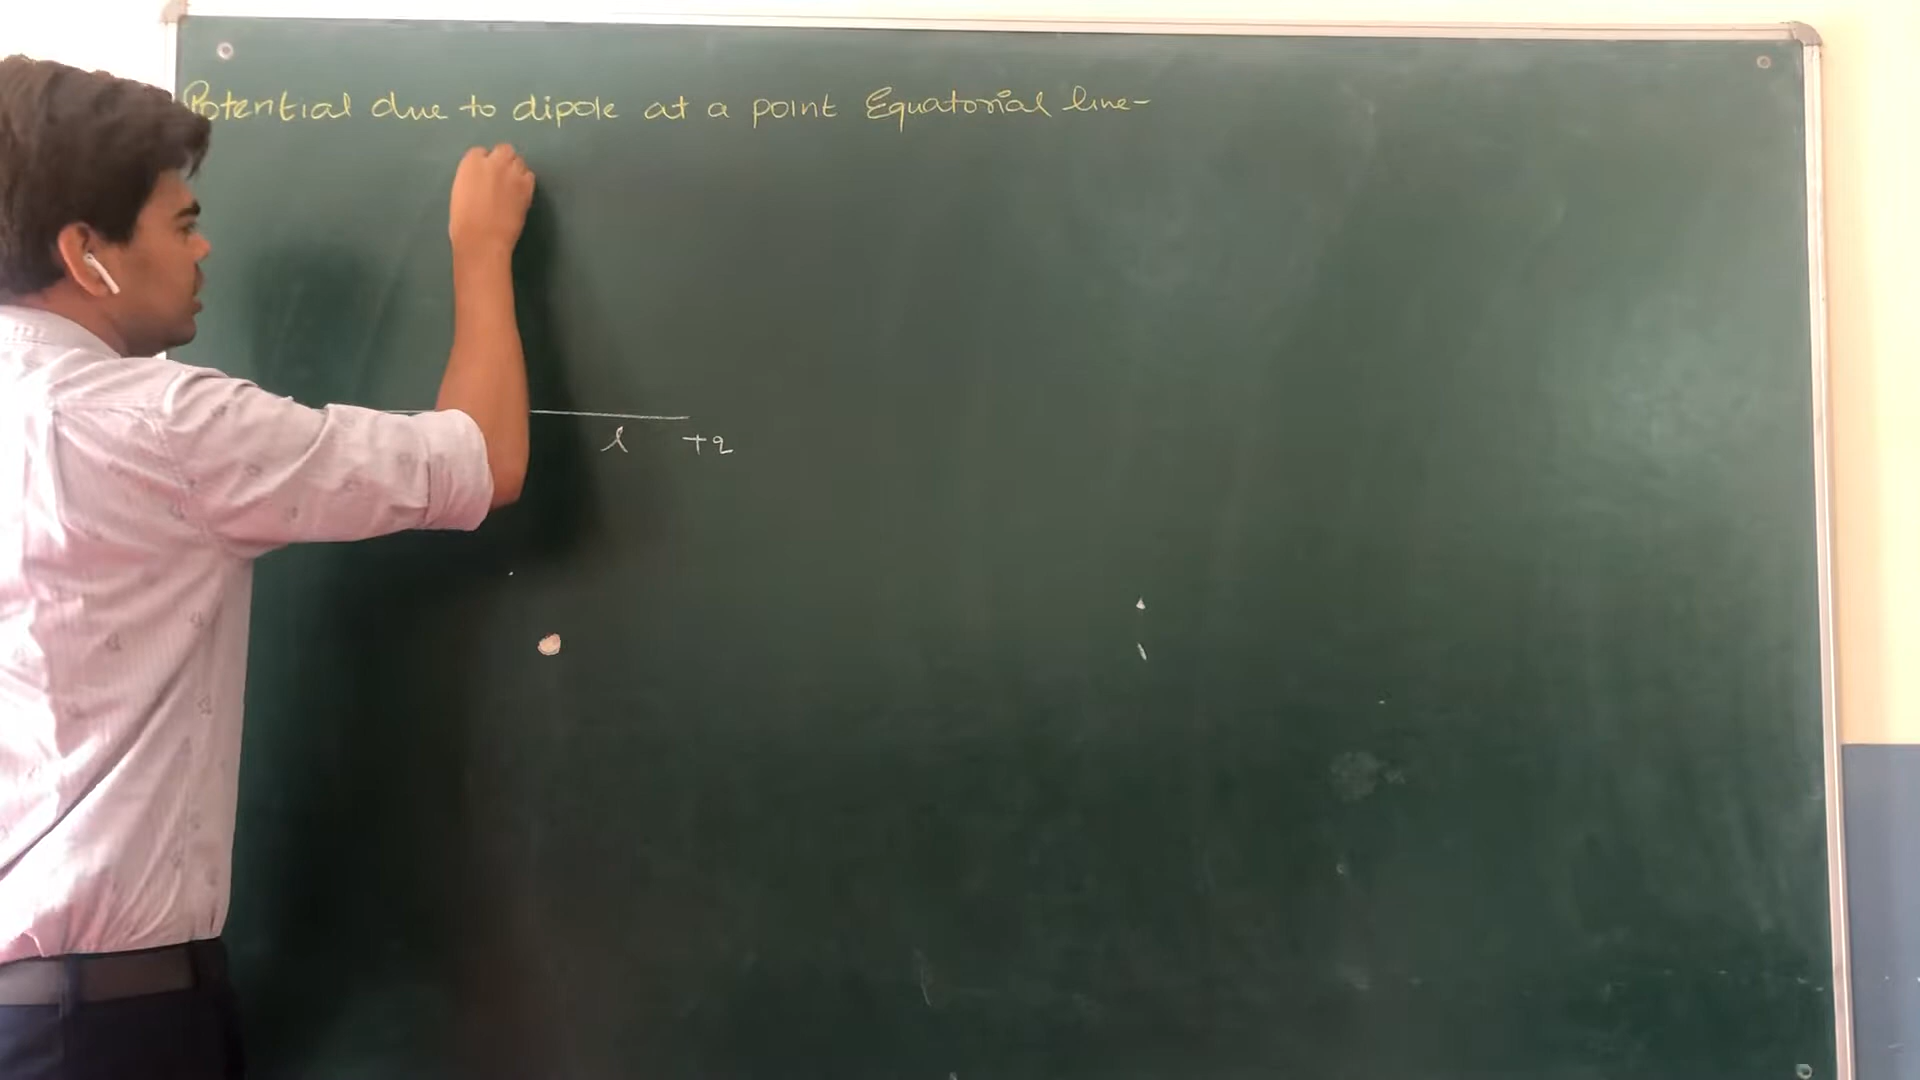 Potential due to dipole at a point Equatorial line-
l +q